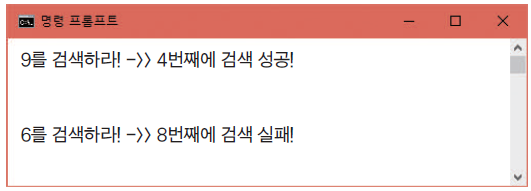 명령 프롬프트
9를 검색하라! ->> 4번째에 검색 성공!
6를 검색하라! ->> 8번째에 검색 실패!